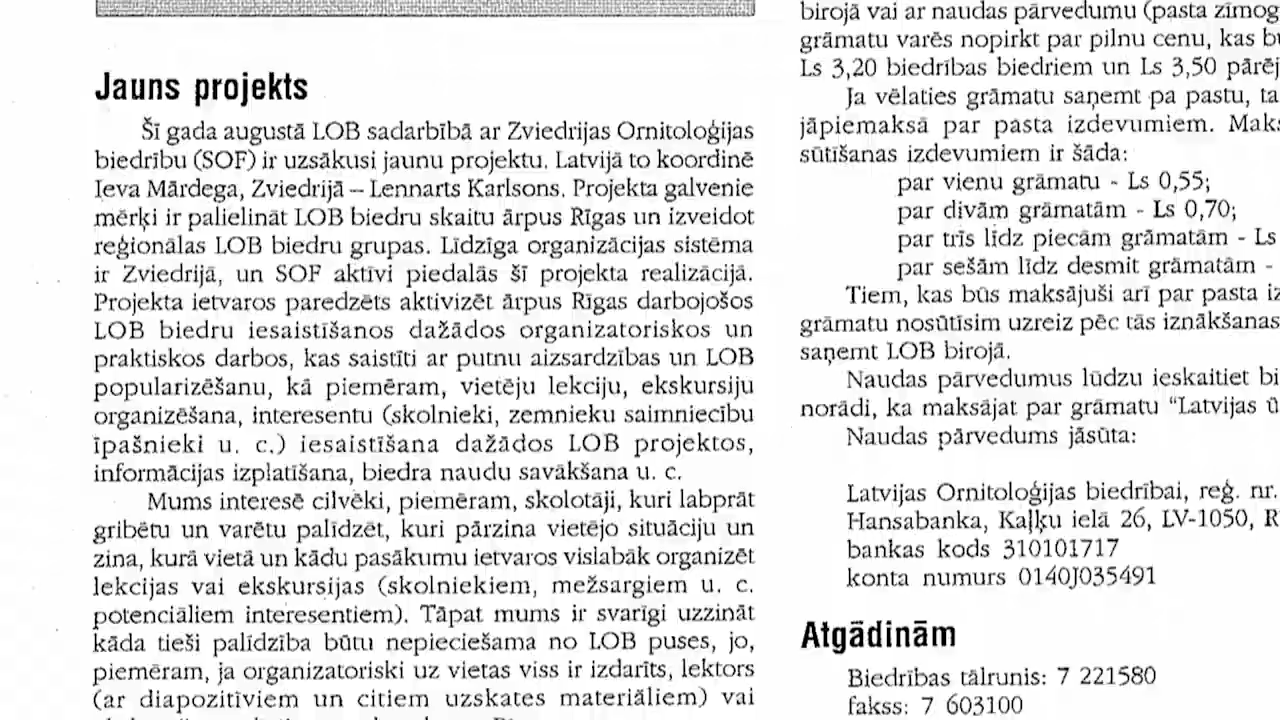 Jauns projekts
Šī gada augustā LOB sadarbībā ar Zviedrijas Ornitoloģijas
biedrību (SOF) ir uzsākusi jaunu projektu. Latvijā to koordinē
Ieva Mārdega, Zviedrijā – Lennarts Karlsons. Projekta galvenie
mērķi ir palielināt LOB biedru skaitu ārpus Rīgas un izveidot
reģionālas LOB biedru grupas. Līdzīga organizācijas sistēma
ir Zviedrijā, un SOF aktīvi piedalās šī projekta realizācijā.
Projekta ietvaros paredzēts aktivizēt ārpus Rīgas darbojošos
LOB biedru iesaistīšanos dažādos organizatoriskos un
praktiskos darbos, kas saistīti ar putnu aizsardzības un LOB
popularizēšanu, kā piemēram, vietēju lekciju, ekskursiju
organizēšana, interesentu (skolnieki, zemnieku saimniecību
īpašnieki u. c.) iesaistīšana dažādos LOB projektos,
informācijas izplatīšana, biedra naudu savākšana u. c.
Mums interesē cilvēki, piemēram, skolotāji, kuri labprāt
gribētu un varētu palīdzēt, kuri pārzina vietējo situāciju un
zina, kurā vietā un kādu pasākumu ietvaros vislabāk organizēt
lekcijas vai ekskursijas (skolniekiem, mežsargiem u. c.
potenciāliem interesentiem). Tāpat mums ir svarīgi uzzināt
kāda tieši palīdzība būtu nepieciešama no LOB puses, jo,
piemēram, ja organizatoriski uz vietas viss ir izdarīts, lektors
(ar diapozitīviem un citiem uzskates materiāliem) vai
birojā vai ar naudas pārvedumu (pasta zīmog
grāmatu varēs nopirkt par pilnu cenu, kas bū
Ls 3,20 biedrības biedriem un Ls 3,50 pārēj
Ja vēlaties grāmatu saņemt pa pastu, ta
jāpiemaksā par pasta izdevumiem. Maks
sūtīšanas izdevumiem ir šāda:
par vienu grāmatu - Ls 0,55;
par divām grāmatām - Ls 0,70;
par trīs līdz piecām grāmatām - Ls
par sešām līdz desmit grāmatām -
Tiem, kas būs maksājuši arī par pasta iz
grāmatu nosūtīsim uzreiz pēc tās iznākšanas
saņemt LOB birojā.
Naudas pārvedumus lūdzu ieskaitiet bi
norādi, ka maksājat par grāmatu “Latvijas ū
Naudas pārvedums jāsūta:
Latvijas Ornitoloģijas biedrībai, reģ. nr.
Hansabanka, Kaļķu ielā 26, LV-1050, R
bankas kods 310101717
konta numurs 0140J035491
Atgādinām
Biedrības tālrunis: 7 221580
fakss: 7 603100